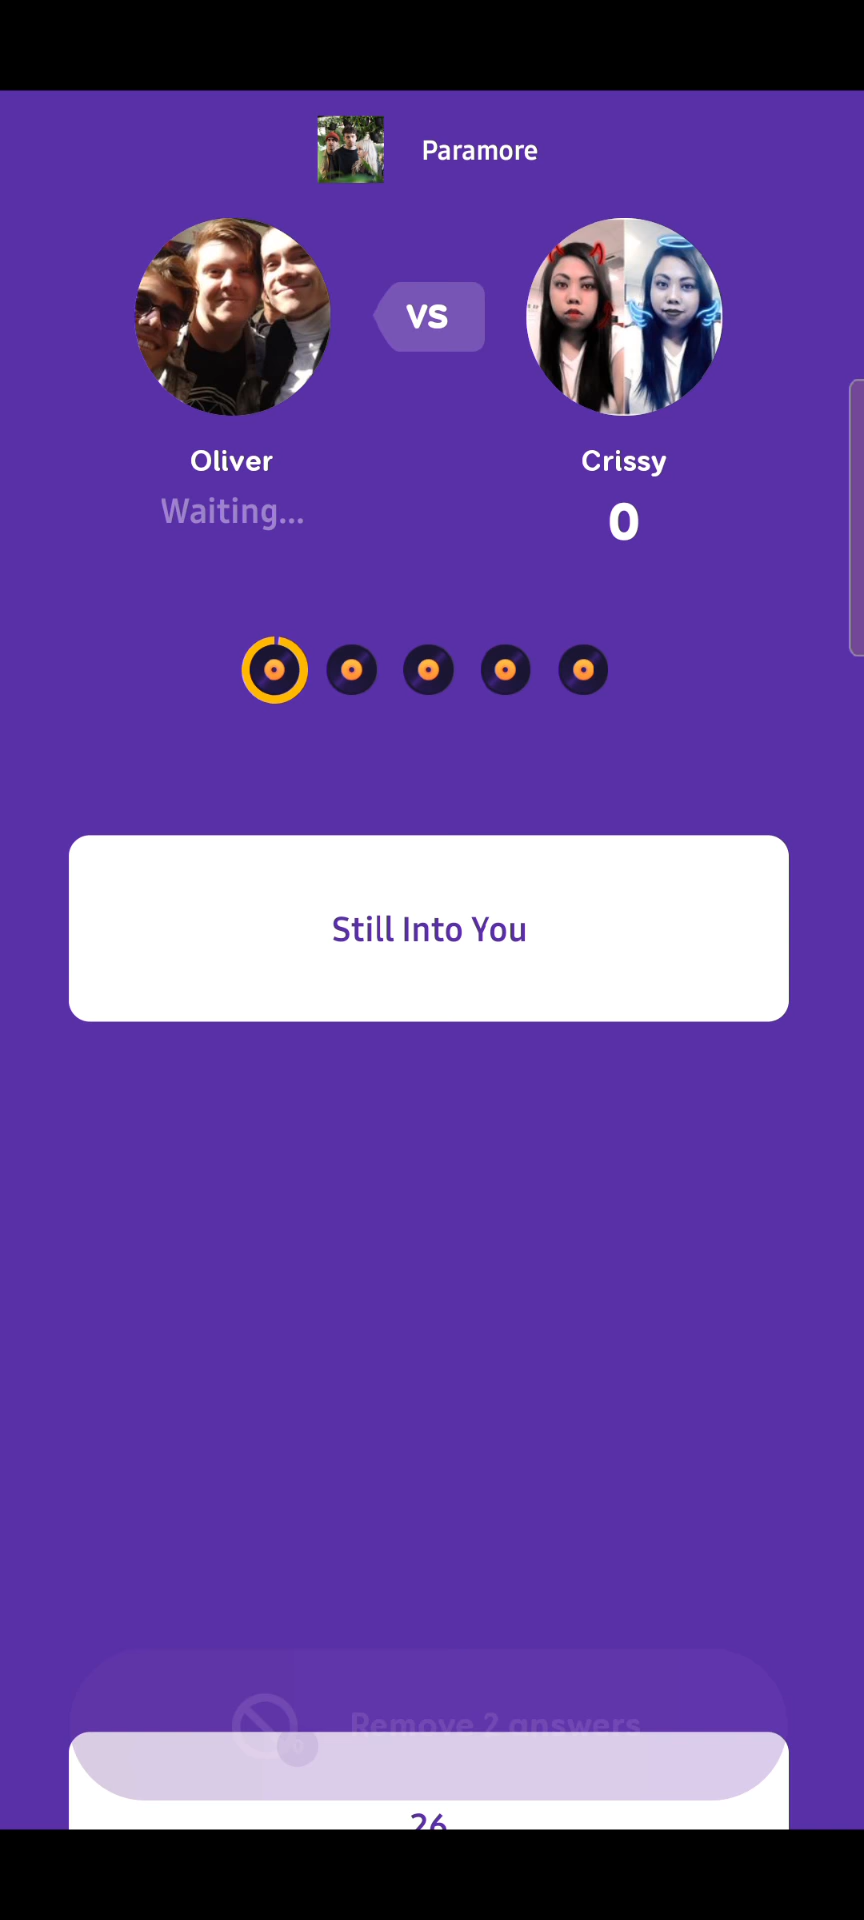 Paramore
VS
Oliver
Crissy
Waiting...
0
Still Into You
Remove 2 answers
26